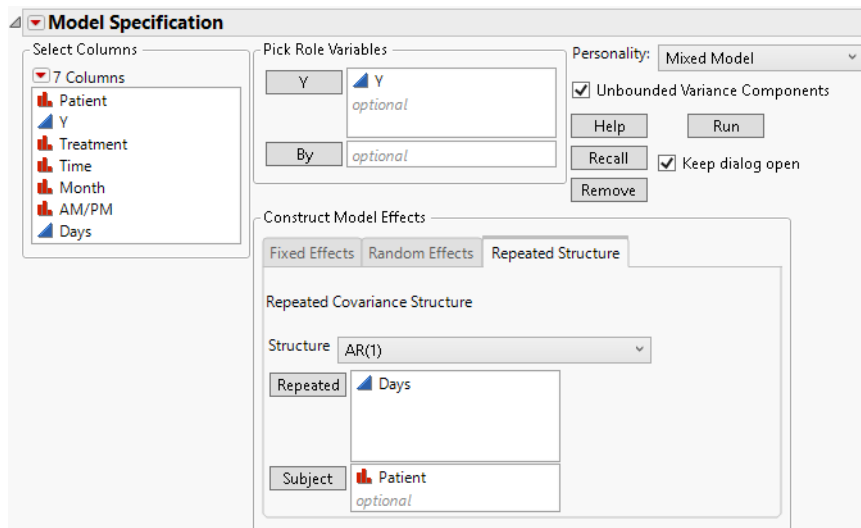 Model Specification
Select Columns
7 Columns
Patient
Y
Treatment
Time
Month
AM/PM
Days
Pick Role Variables
Y
Y
optional
By
optional
Personality:
Mixed Model
Unbounded Variance Components
Help
Run
Recall
Keep dialog open
Remove
Construct Model Effects
Fixed Effects
Random Effects
Repeated Structure
Repeated Covariance Structure
Structure
AR(1)
Repeated
Days
Subject
Patient
optional